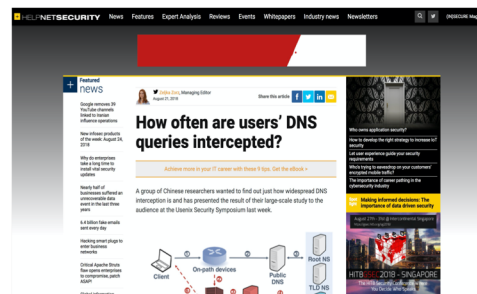 HELPNETSECURITY News Features Expert Analysis Reviews Events Whitepapers Industry news Newsletters (IN)SECURE Mag
Featured
news
Google removes 39
YouTube channels
linked to Iranian
influence operations
New infosec products
of the week: August 24,
2018
Why do enterprises
take a long time to
install vital security
updates
Nearly half of
businesses suffered an
unrecoverable data
event in the last three
years
6.4 billion fake emails
sent every day
Hacking smart plugs to
enter business
networks
Critical Apache Struts
flaw opens enterprises
to compromise, patch
ASAP!
Zeljka Zorz, Managing Editor
August 21, 2018
Share this article
How often are users' DNS
queries intercepted?
Achieve more in your IT career with these 9 tips. Get the eBook »
A group of Chinese researchers wanted to find out just how widespread DNS
interception is and has presented the result of their large-scale study to the
audience at the Usenix Security Symposium last week.
Client
On-path devices
Public
DNS
Root NS
TLD NS
Who owns application security?
How to develop the right strategy to increase IoT
security
Let user experience guide your security
requirements
Who's trying to eavesdrop on your customers'
encrypted mobile traffic?
The importance of career pathing in the
cybersecurity industry
Making informed decisions: The
importance of data driven security
HITBGSEC 2018 - SINGAPORE